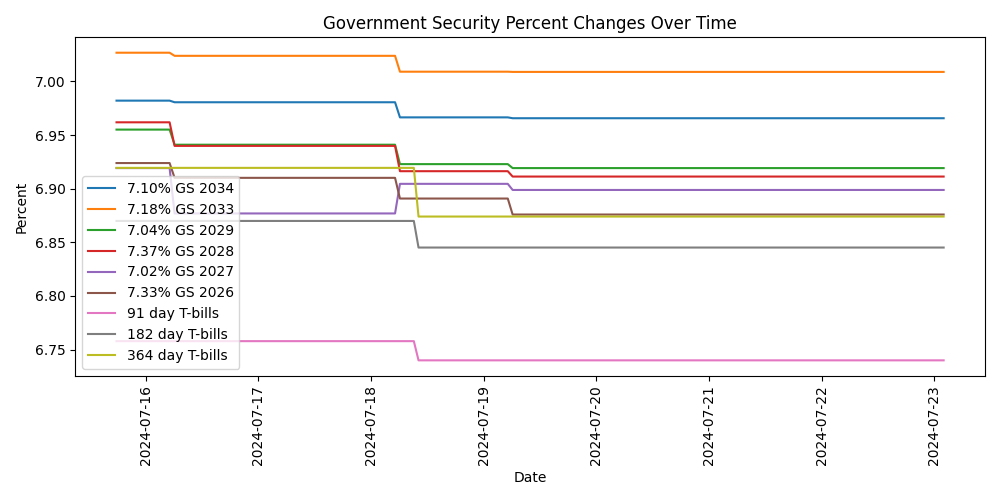 Government Security Percent Changes Over Time
Percent
7.00
6.95
6.90
6.85
6.80
6.75
7.10% GS 2034
7.18% GS 2033
7.04% GS 2029
7.37% GS 2028
7.02% GS 2027
7.33% GS 2026
91 day T-bills
182 day T-bills
364 day T-bills
2024-07-16
2024-07-17
2024-07-18
2024-07-19
2024-07-20
2024-07-21
2024-07-22
2024-07-23
Date